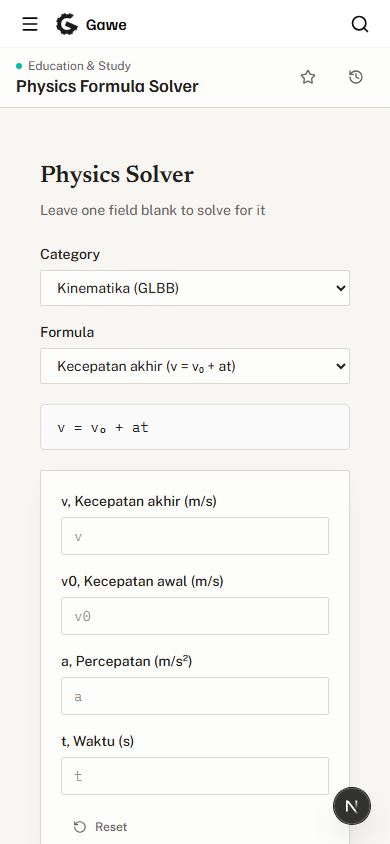 Gawe
Education & Study
Physics Formula Solver
Physics Solver
Leave one field blank to solve for it
Category
Kinematika (GLBB)
Formula
Kecepatan akhir (v = v₀ + at)
v = v₀ + at
v, Kecepatan akhir (m/s)
v
v0, Kecepatan awal (m/s)
v0
a, Percepatan (m/s²)
a
t, Waktu (s)
t
N
Reset